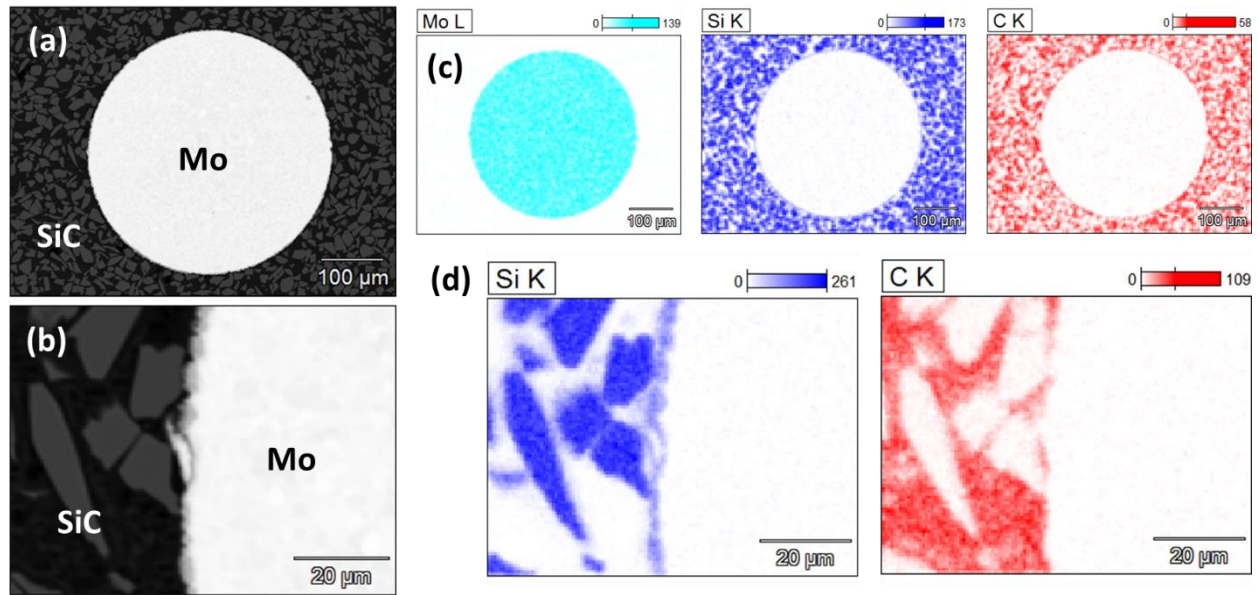 (a)
Mo
SiC
100 µm
(b)
Mo
SiC
20 µm
Mo L
0 139
(c)
100 µm
Si K
0 173
100 µm
C K
0 58
100 µm
(d)
Si K
0 261
20 µm
C K
0 109
20 µm